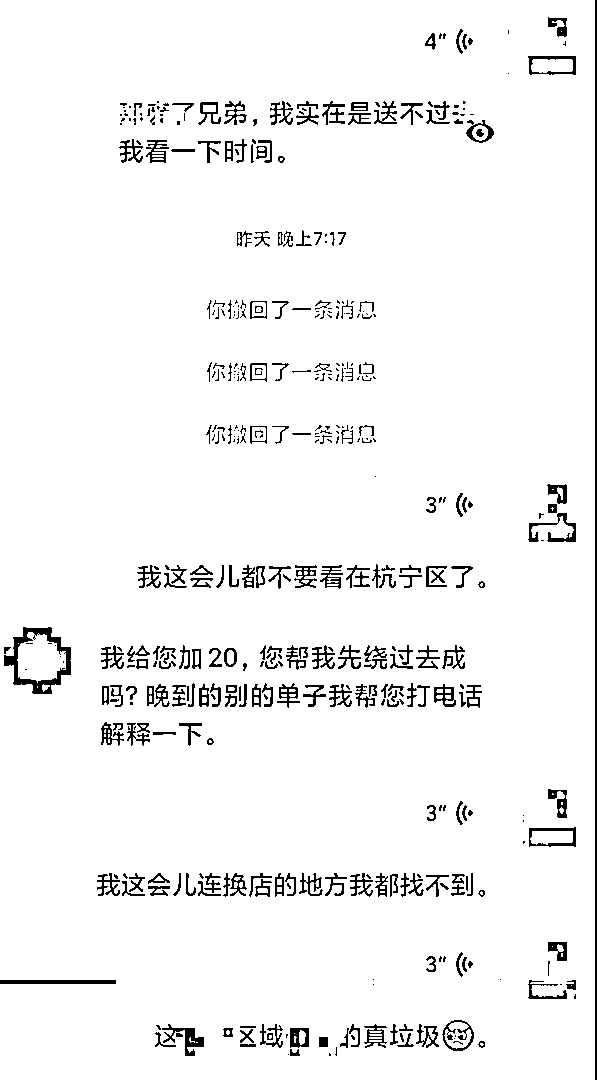 4″
了兄弟，我实在是送不过去
我看一下时间。
昨天 晚上7:17
你撤回了一条消息
你撤回了一条消息
你撤回了一条消息
3″
我这会儿都不要看在杭宁区了。
我给您加 20，您帮我先绕过去成
吗？晚到的别的单子我帮您打电话
解释一下。
3″
我这会儿连换店的地方我都找不到。
3″
这 区域 的真垃圾😡。